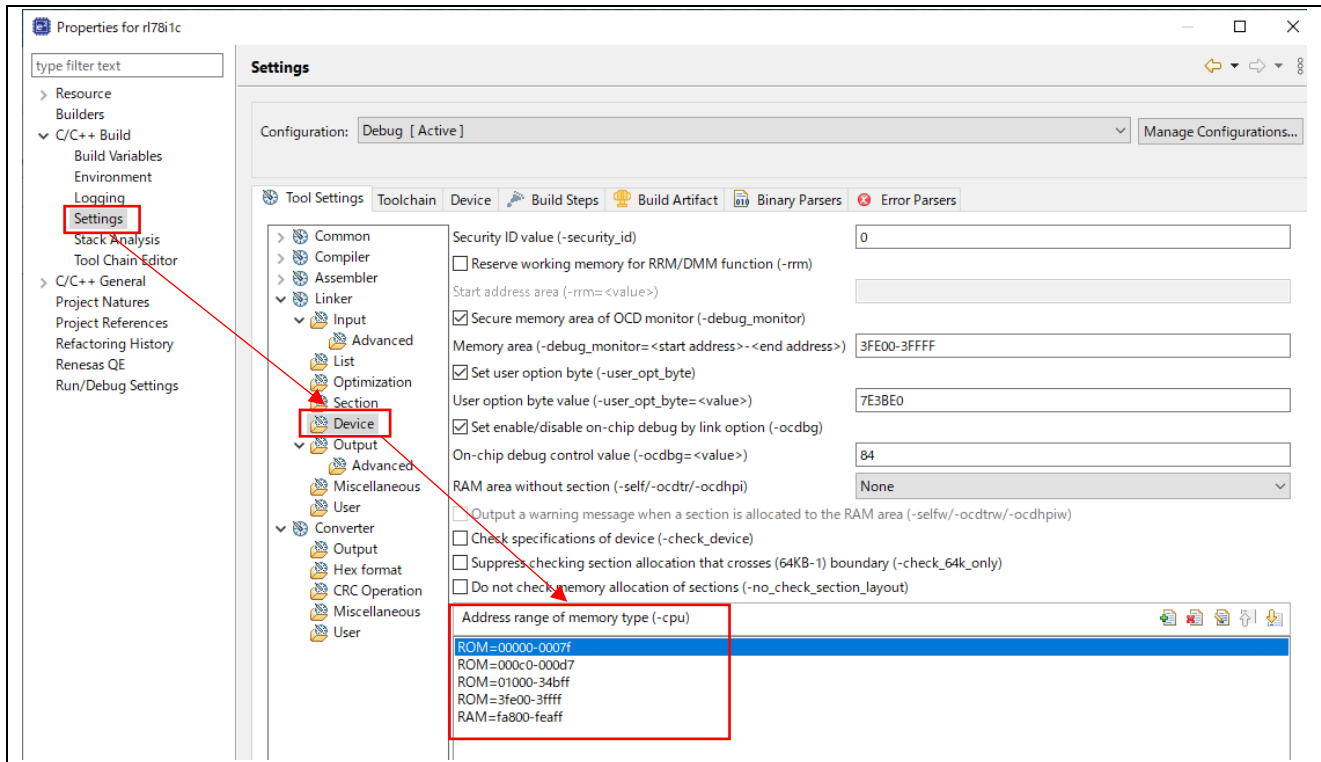 Properties for rl78i1c
type filter text
Settings
Resource
Builders
C/C++ Build
Build Variables
Environment
Logging
Settings
Stack Analysis
Tool Chain Editor
C/C++ General
Project Natures
Project References
Refactoring History
Renesas QE
Run/Debug Settings
Configuration: Debug [ Active ]
Manage Configurations...
Tool Settings Toolchain Device Build Steps Build Artifact Binary Parsers Error Parsers
Common
Compiler
Assembler
Linker
Input
Advanced
List
Optimization
Section
Device
Output
Advanced
Miscellaneous
User
Converter
Output
Hex format
CRC Operation
Miscellaneous
User
Security ID value (-security_id) 0
Reserve working memory for RRM/DMM function (-rrm)
Start address area (-rrm=<value>)
Secure memory area of OCD monitor (-debug_monitor)
Memory area (-debug_monitor=<start address>-<end address>) 3FE00-3FFFF
Set user option byte (-user_opt_byte)
User option byte value (-user_opt_byte=<value>) 7E3BE0
Set enable/disable on-chip debug by link option (-ocdbg)
On-chip debug control value (-ocdbg=<value>) 84
RAM area without section (-self/-ocdtr/-ocdhpi) None
Output a warning message when a section is allocated to the RAM area (-selfw/-ocdtrw/-ocdhpiw)
Check specifications of device (-check_device)
Suppress checking section allocation that crosses (64KB-1) boundary (-check_64k_only)
Do not check memory allocation of sections (-no_check_section_layout)
Address range of memory type (-cpu)
ROM=00000-0007f
ROM=000c0-000d7
ROM=01000-34bff
ROM=3fe00-3ffff
RAM=fa800-feaff